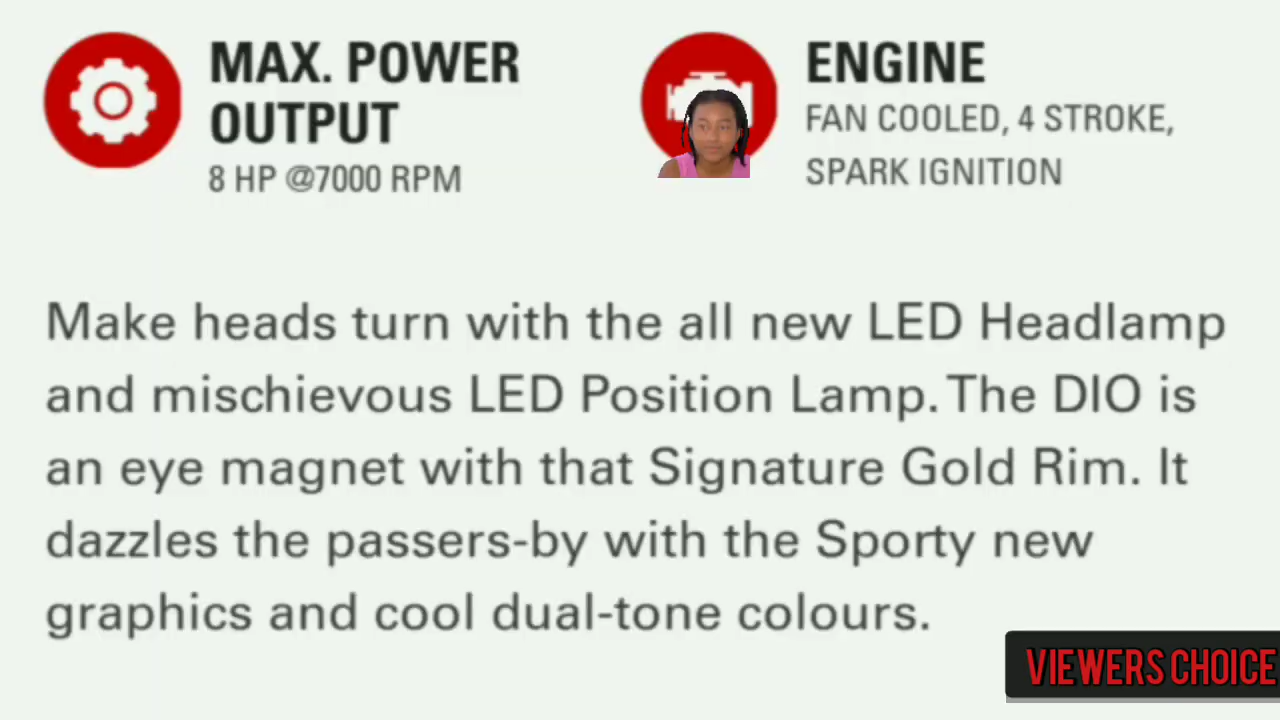 MAX. POWER
OUTPUT
8 HP @7000 RPM
ENGINE
FAN COOLED, 4 STROKE,
SPARK IGNITION
Make heads turn with the all new LED Headlamp
and mischievous LED Position Lamp. The DIO is
an eye magnet with that Signature Gold Rim. It
dazzles the passers-by with the Sporty new
graphics and cool dual-tone colours.
VIEWERS CHOICE